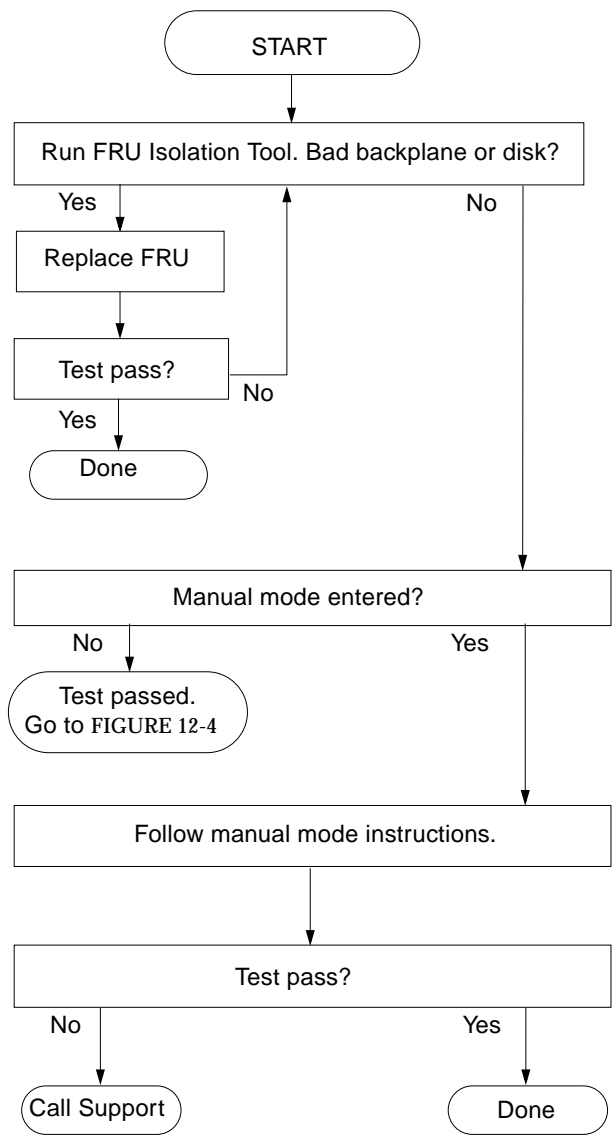 START
Run FRU Isolation Tool. Bad backplane or disk?
Yes
No
Replace FRU
Test pass?
No
Yes
Done
Manual mode entered?
No
Yes
Test passed.
Go to FIGURE 12-4
Follow manual mode instructions.
Test pass?
No
Yes
Call Support
Done